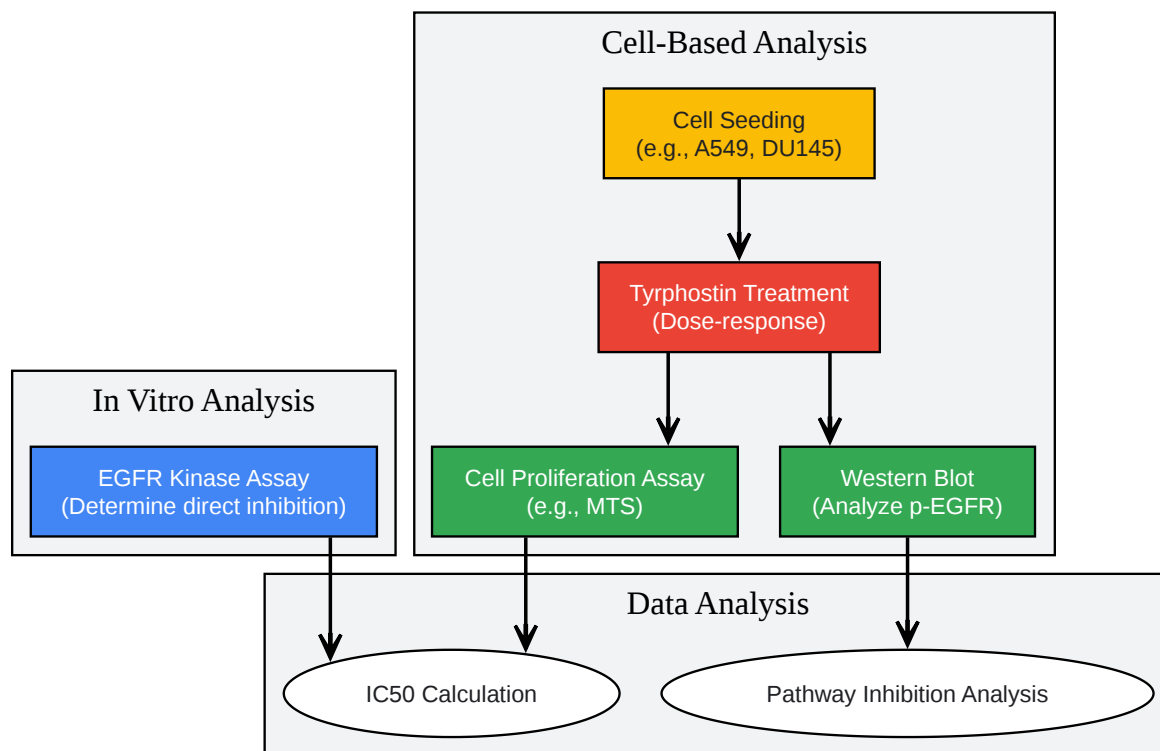 Cell-Based Analysis
Cell Seeding
(e.g., A549, DU145)
Tyrphostin Treatment
(Dose-response)
In Vitro Analysis
EGFR Kinase Assay
(Determine direct inhibition)
Cell Proliferation Assay
(e.g., MTS)
Western Blot
(Analyze p-EGFR)
Data Analysis
IC50 Calculation
Pathway Inhibition Analysis